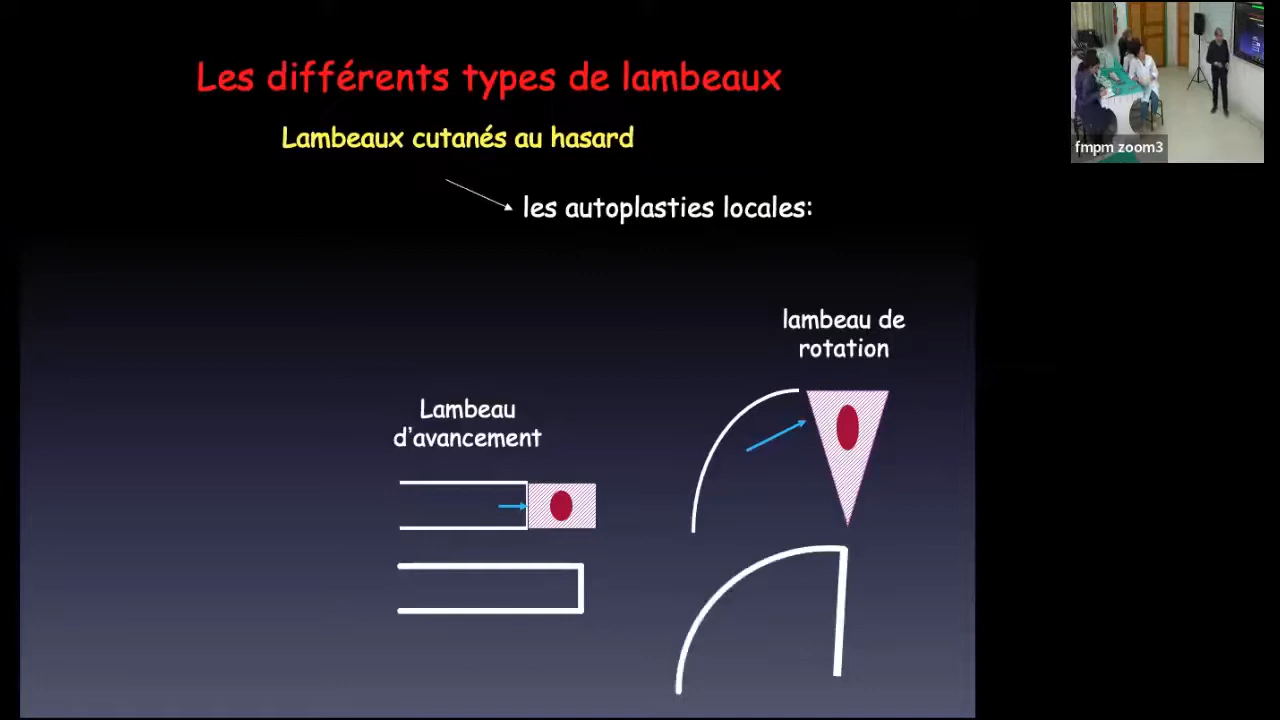 Les différents types de lambeaux
Lambeaux cutanés au hasard
les autoplasties locales:
lambeau de
rotation
Lambeau
d’avancement
fmpm zoom3